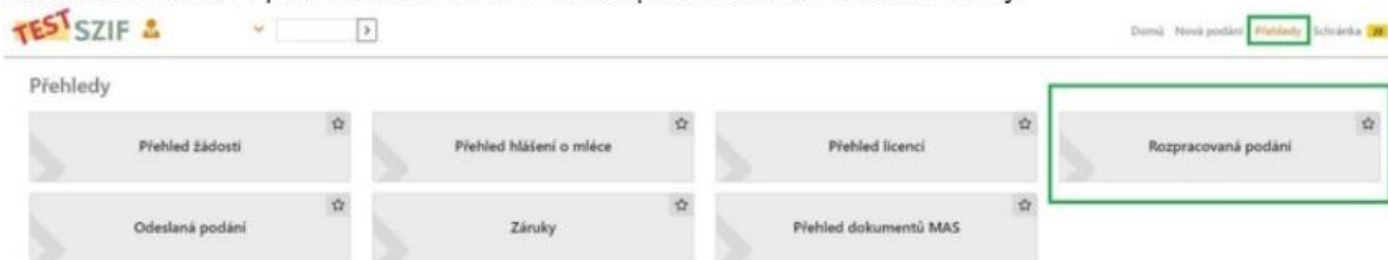 TEST SZIF
Domů Nová podání Přehledy Schránka 20
Přehledy
Přehled žádostí Přehled hlášení o mléce Přehled licencí Rozpracovaná podání
Odeslaná podání Záruky Přehled dokumentů MAS